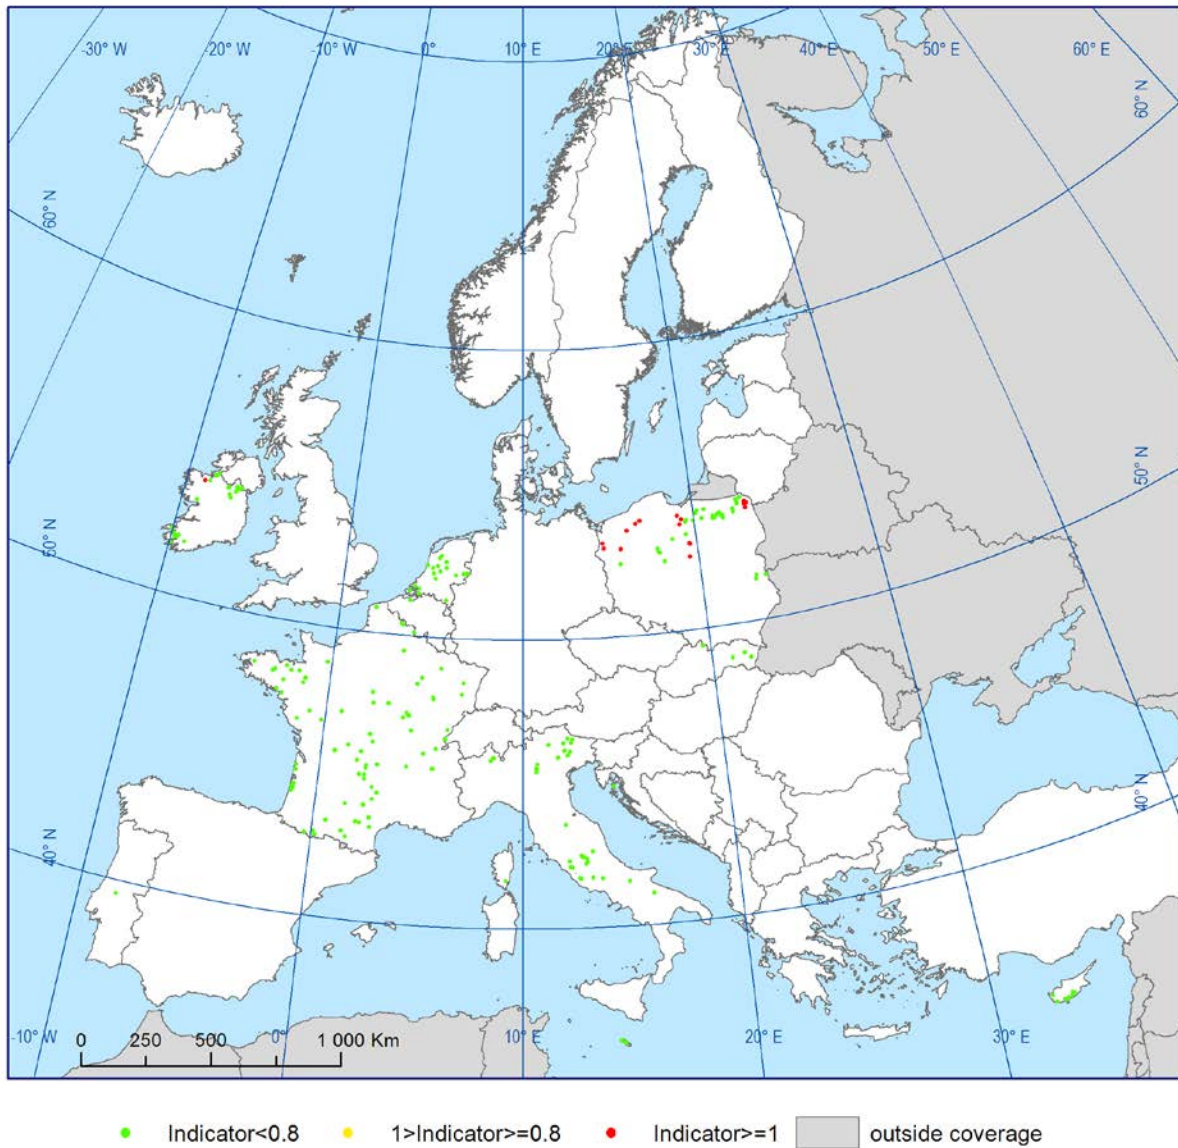 -30° W -20° W -10° W 0° 10° E 20° E 30° E 40° E 50° E 60° E
60° N
60° N
50° N
50° N
40° N
40° N
-10° W 0° 10° E 20° E 30° E
0 250 500 1 000 Km
Indicator<0.8 1>Indicator>=0.8 Indicator>=1 outside coverage